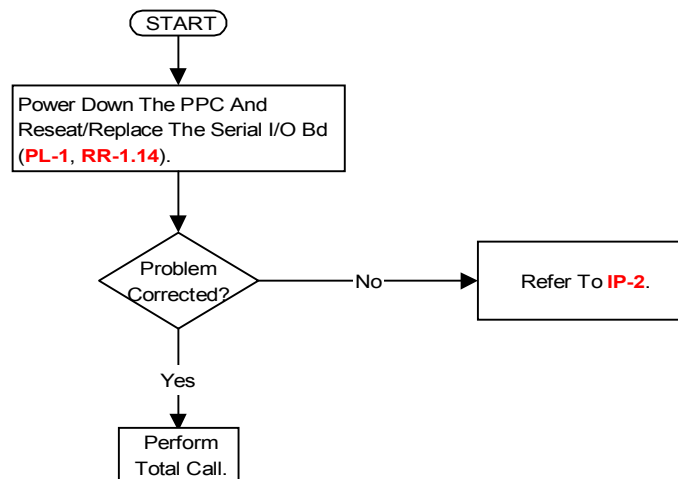 START
Power Down The PPC And
Reseat/Replace The Serial I/O Bd
(PL-1, RR-1.14).
Problem
Corrected?
No
Refer To IP-2.
Yes
Perform
Total Call.